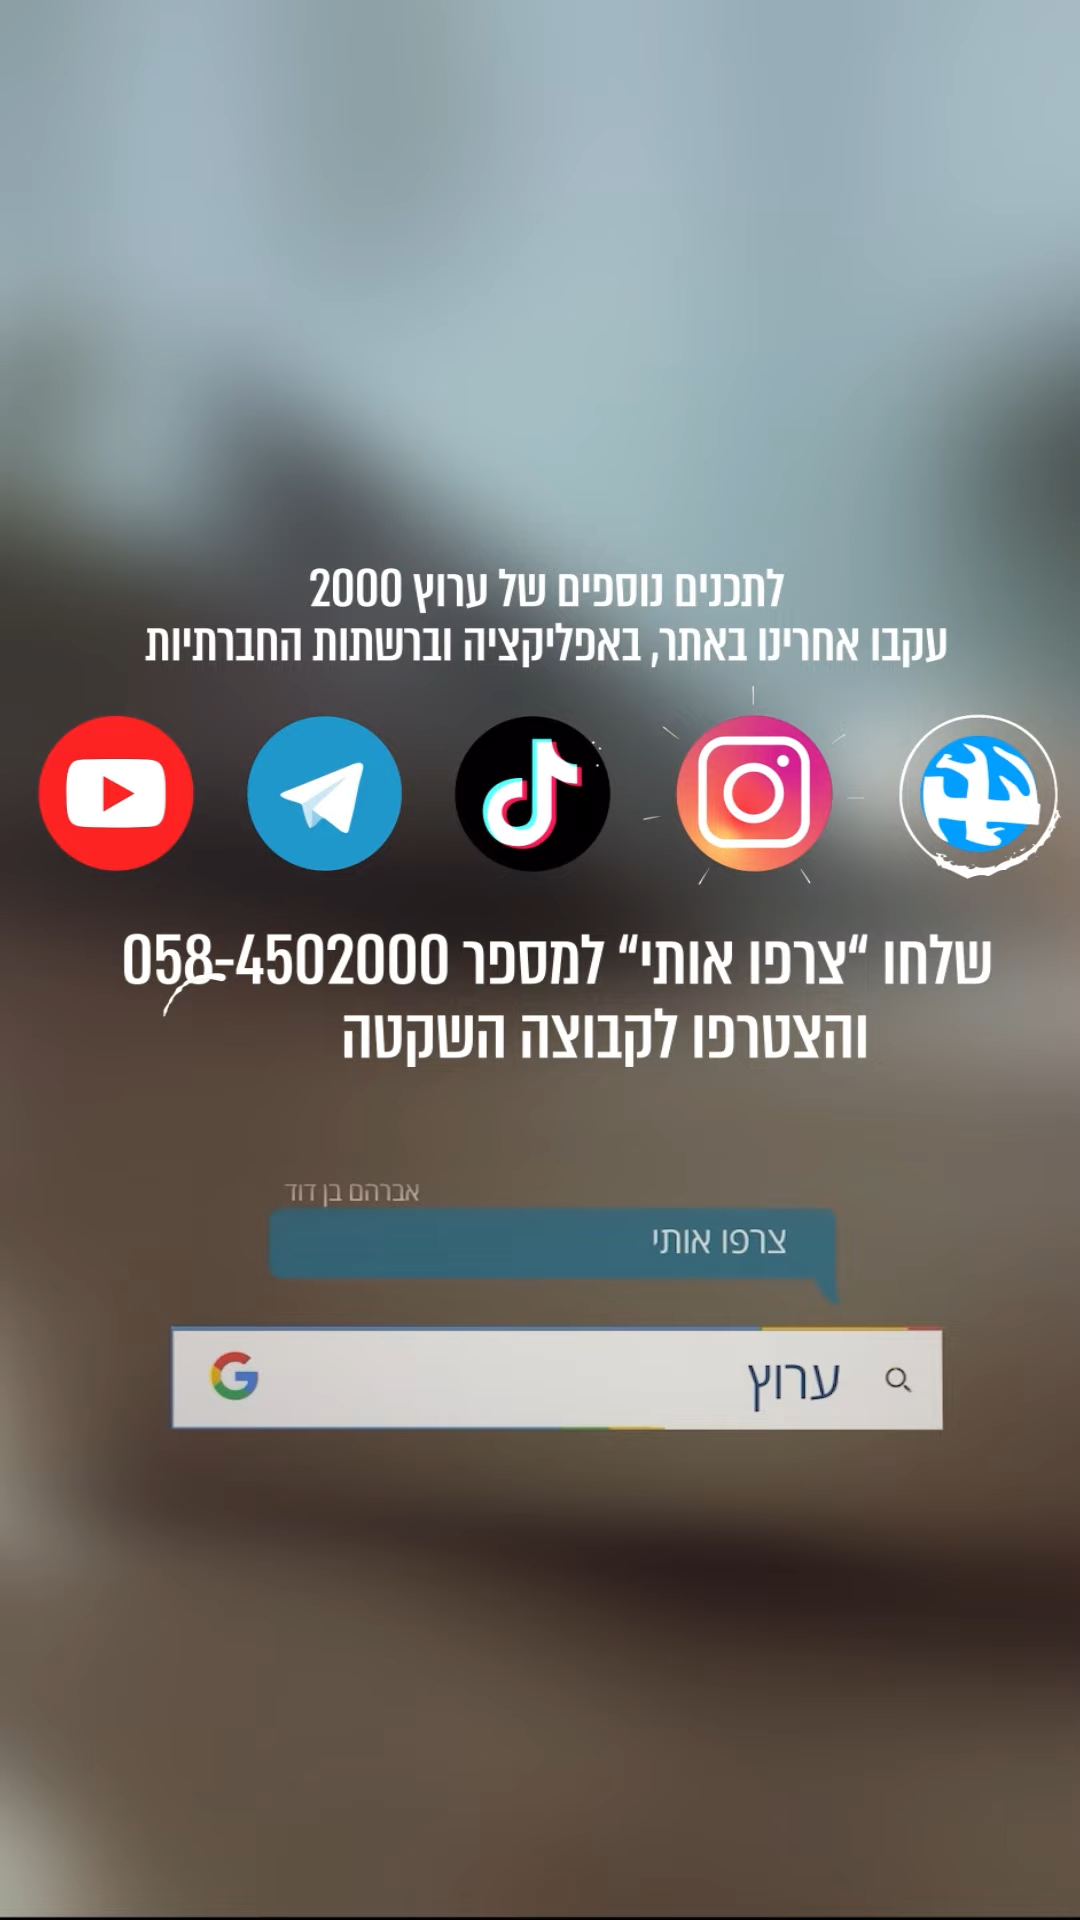 לתכנים נוספים של ערוץ 2000
עקבו אחרינו באתר, באפליקציה וברשתות החברתיות
שלחו "צרפו אותי" למספר 058-4502000
והצטרפו לקבוצה השקטה
אברהם בן דוד
צרפו אותי
ערוץ